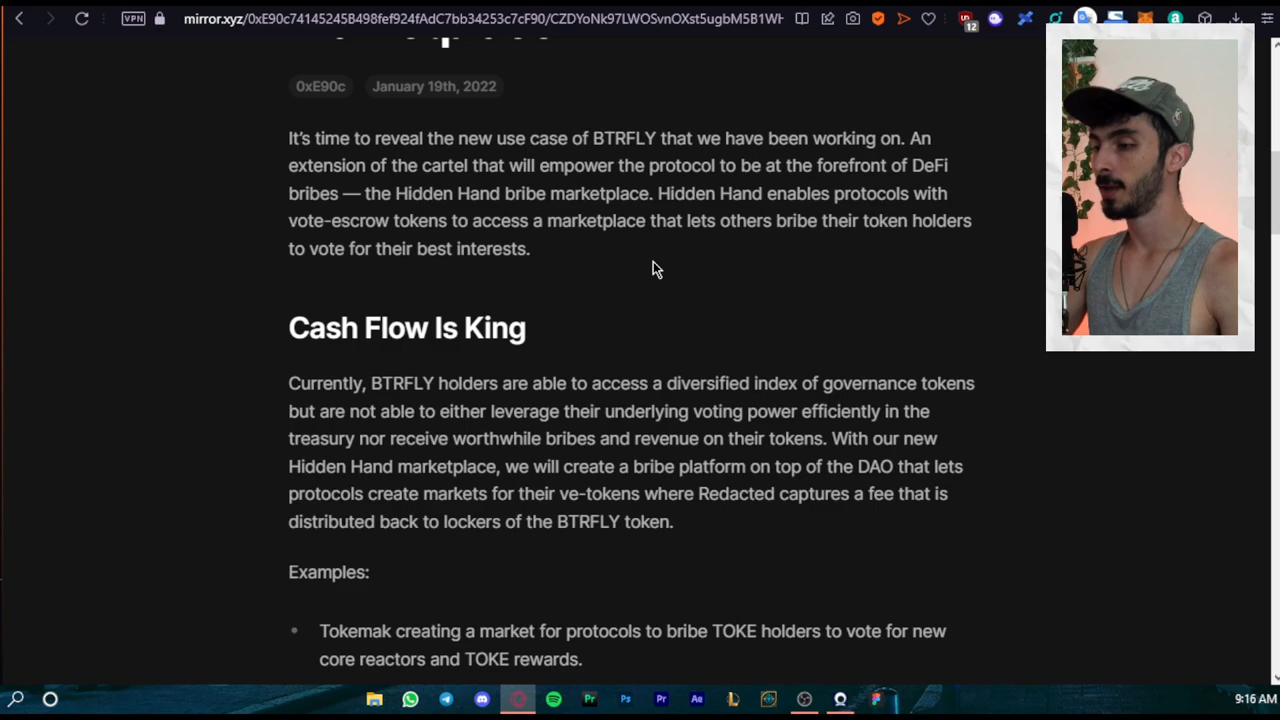 VPN
mirror.xyz/0xE90c74145245B498fef924fAdC7bb34253c7cF90/CZDYoNk97LWOSvnOXst5ugbM5B1WH
12
0xE90c
January 19th, 2022
It’s time to reveal the new use case of BTRFLY that we have been working on. An
extension of the cartel that will empower the protocol to be at the forefront of DeFi
bribes — the Hidden Hand bribe marketplace. Hidden Hand enables protocols with
vote-escrow tokens to access a marketplace that lets others bribe their token holders
to vote for their best interests.
Cash Flow Is King
Currently, BTRFLY holders are able to access a diversified index of governance tokens
but are not able to either leverage their underlying voting power efficiently in the
treasury nor receive worthwhile bribes and revenue on their tokens. With our new
Hidden Hand marketplace, we will create a bribe platform on top of the DAO that lets
protocols create markets for their ve-tokens where Redacted captures a fee that is
distributed back to lockers of the BTRFLY token.
Examples:
Tokemak creating a market for protocols to bribe TOKE holders to vote for new
core reactors and TOKE rewards.
Pr
Ps
Pr
Ae
9:16 AM